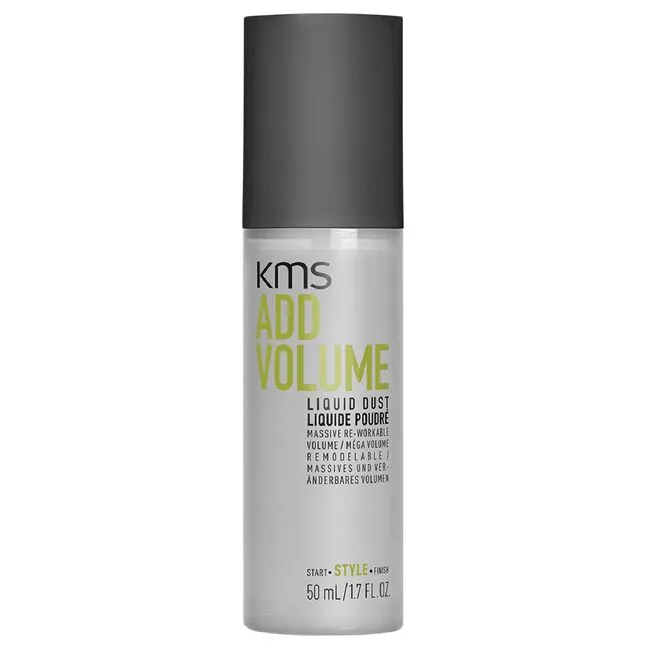 KMS
ADD
VOLUME
LIQUID DUST
LIQUIDE POUDRÉ
MASSIVE RE-WORKABLE
VOLUME / MÉGA VOLUME
REMODELABLE /
MASSIVES UND VER-
ÄNDERBARES VOLUMEN
START • STYLE • FINISH
50 mL/1.7 FL.OZ.